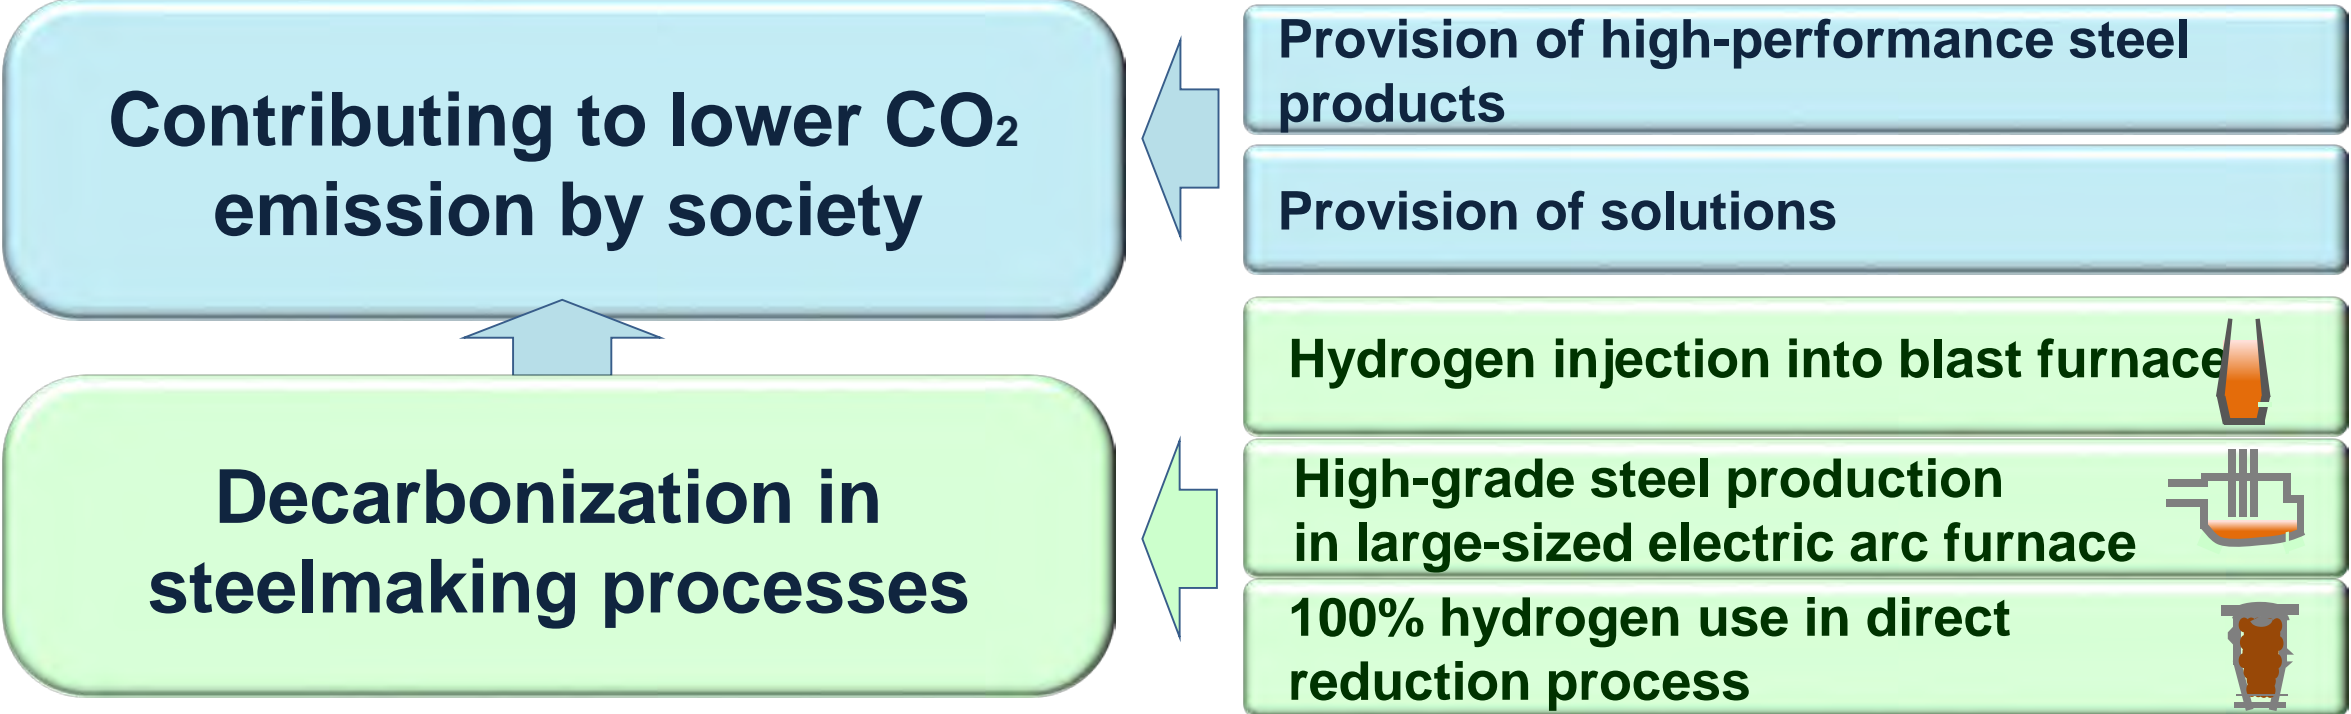 Contributing to lower CO₂
emission by society
Provision of high-performance steel
products
Provision of solutions
Decarbonization in
steelmaking processes
Hydrogen injection into blast furnace
High-grade steel production
in large-sized electric arc furnace
100% hydrogen use in direct
reduction process